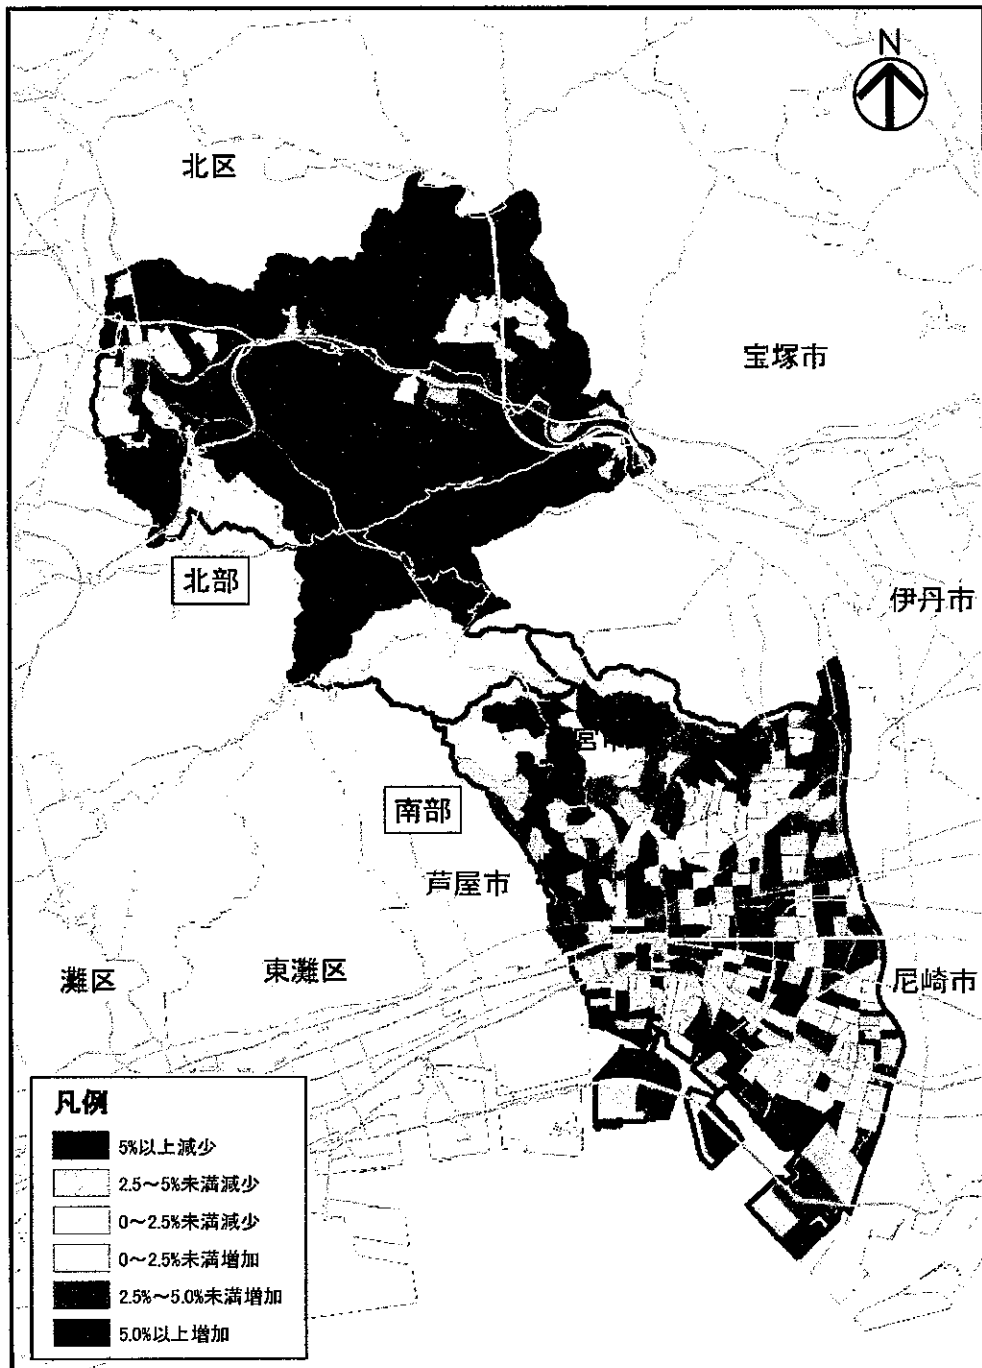 N
北区
宝塚市
北部
伊丹市
宮市
南部
芦屋市
灘区
東灘区
尼崎市
凡例
5%以上減少
2.5～5%未満減少
0～2.5%未満減少
0～2.5%未満増加
2.5%～5.0%未満増加
5.0%以上増加